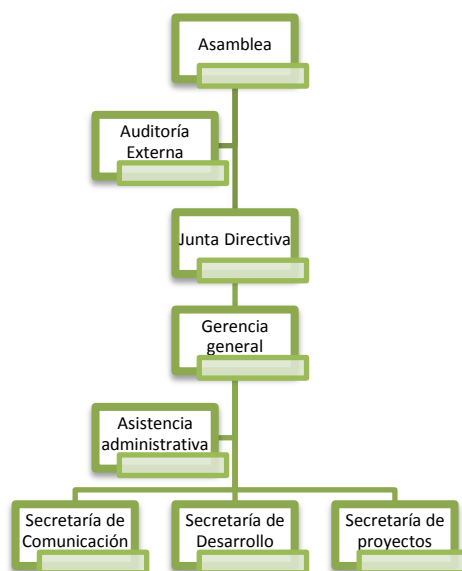 Asamblea
Auditoría
Externa
Junta Directiva
Gerencia
general
Asistencia
administrativa
Secretaría de
Comunicación
Secretaría de
Desarrollo
Secretaría de
proyectos